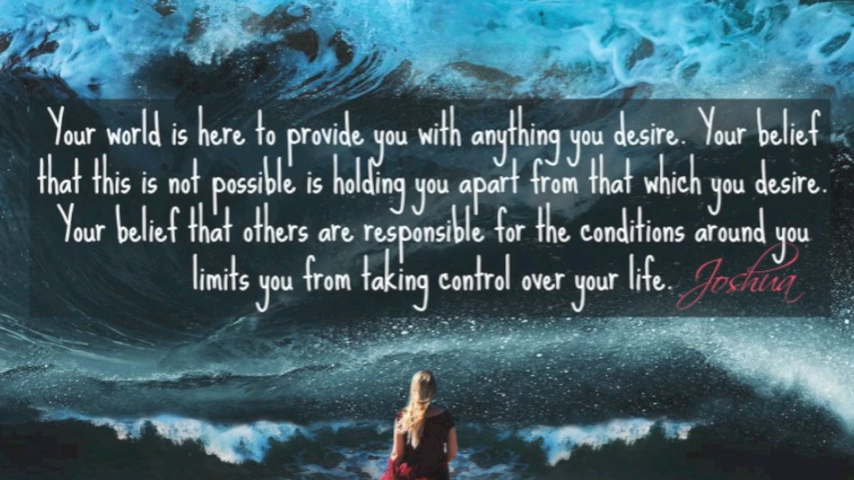 Your world is here to provide you with anything you desire. Your belief
that this is not possible is holding you apart from that which you desire.
Your belief that others are responsible for the conditions around you
limits you from taking control over your life. Joshua